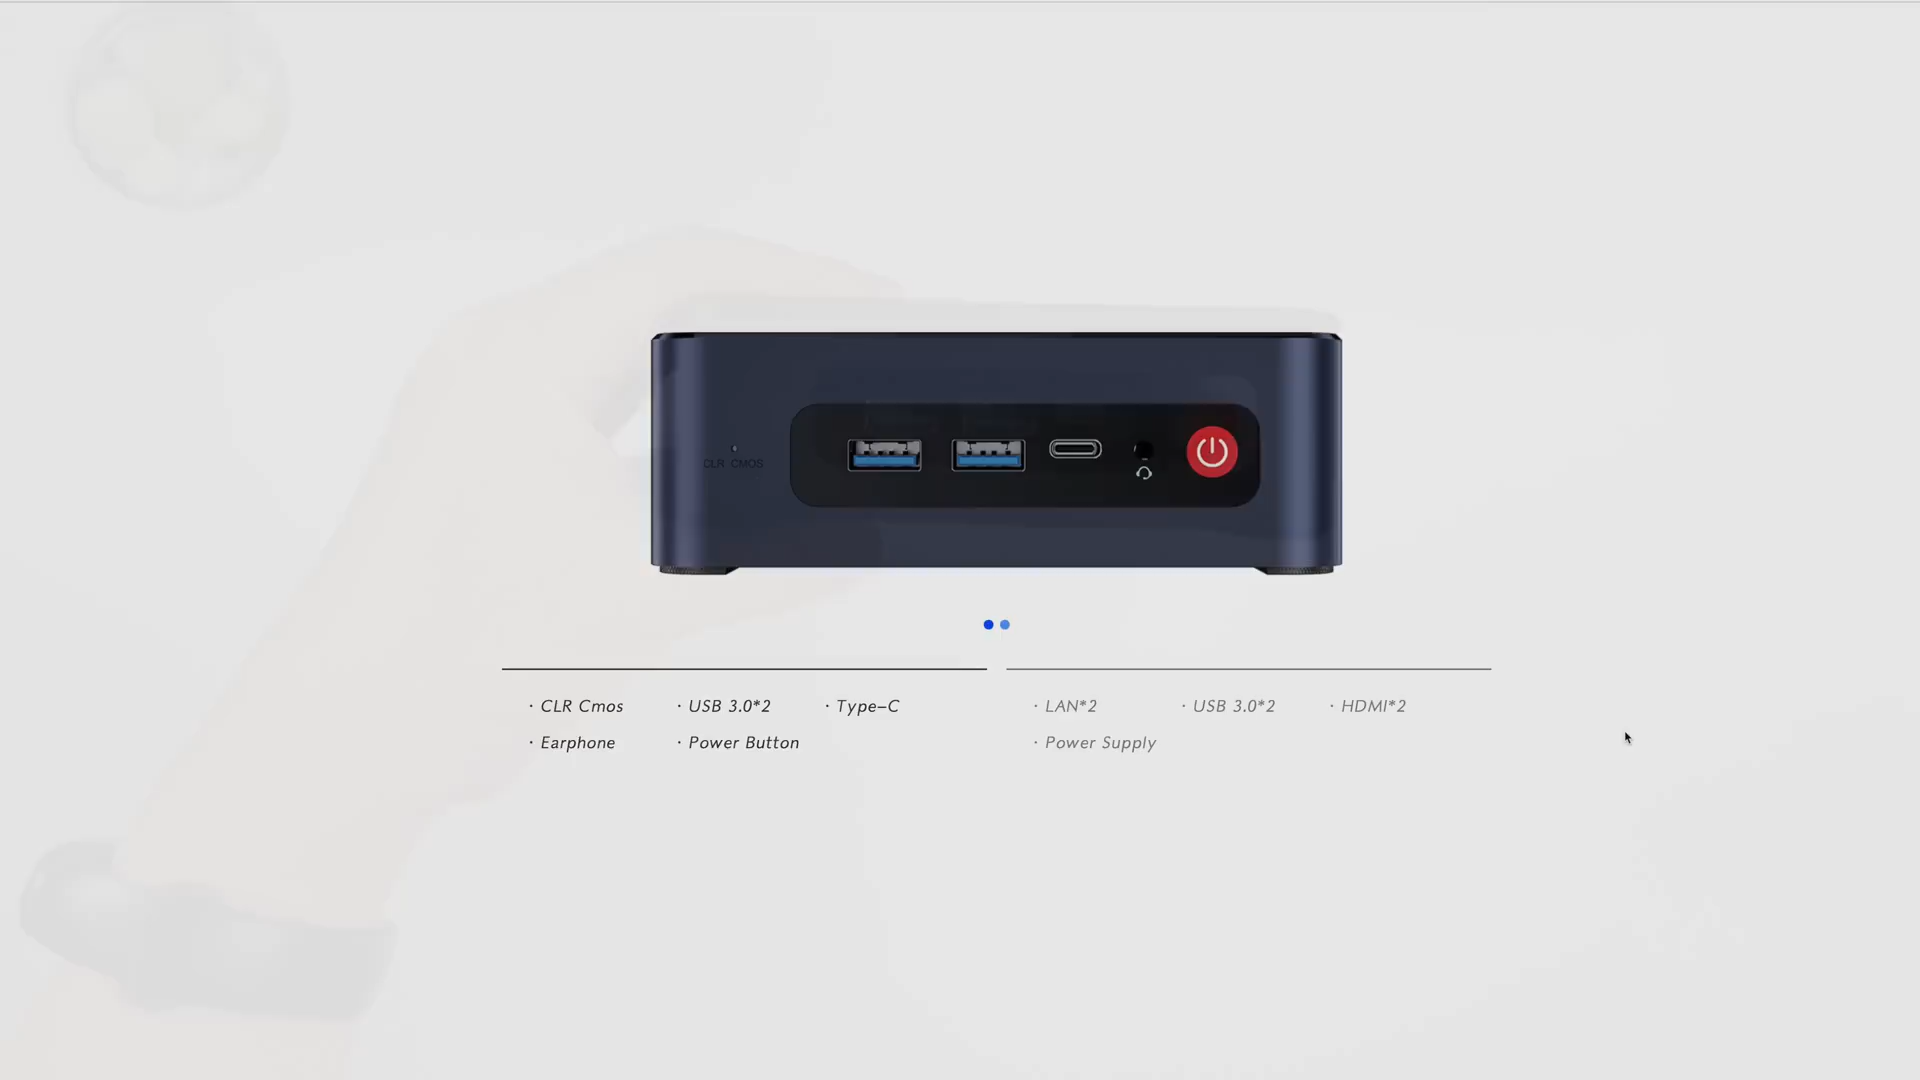 CLR CMOS
· CLR Cmos · USB 3.0*2 · Type–C
· Earphone · Power Button
· LAN*2 · USB 3.0*2 · HDMI*2
· Power Supply